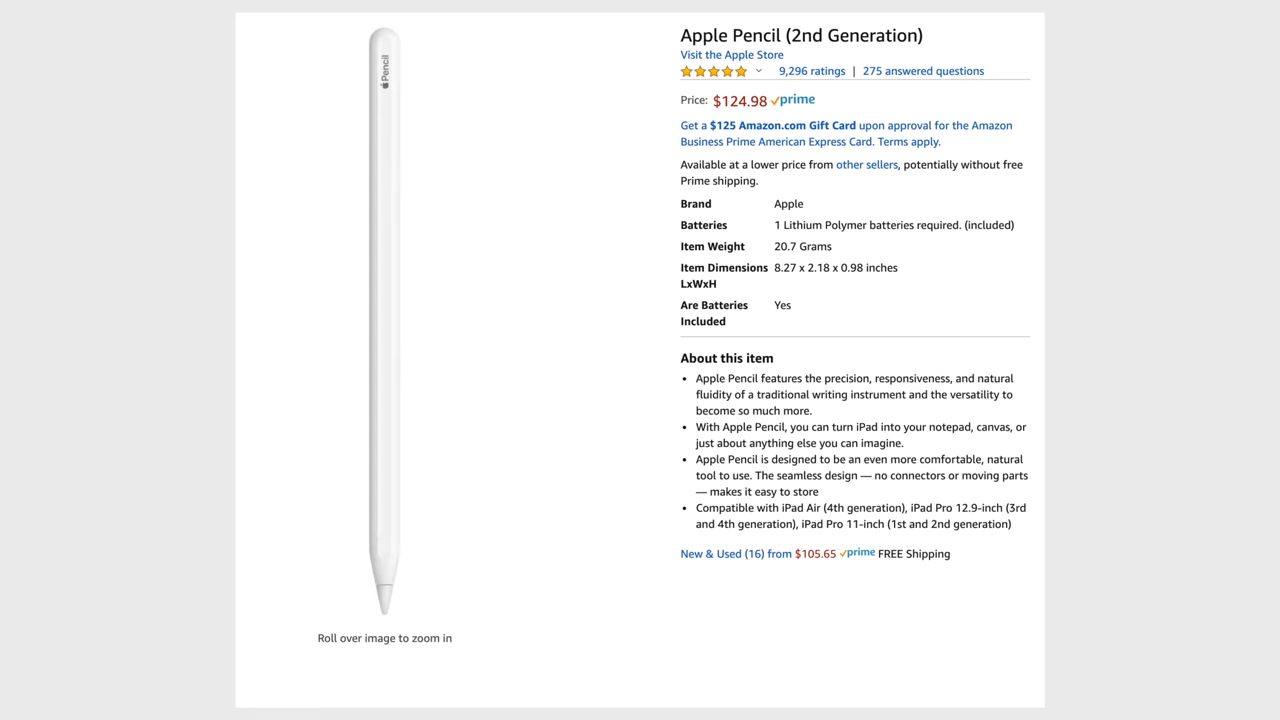 Pencil
Apple Pencil (2nd Generation)
Visit the Apple Store
9,296 ratings | 275 answered questions
Price: $124.98 prime
Get a $125 Amazon.com Gift Card upon approval for the Amazon
Business Prime American Express Card. Terms apply.
Available at a lower price from other sellers, potentially without free
Prime shipping.
Brand Apple
Batteries 1 Lithium Polymer batteries required. (included)
Item Weight 20.7 Grams
Item Dimensions 8.27 x 2.18 x 0.98 inches
LxWxH
Are Batteries Yes
Included
About this item
• Apple Pencil features the precision, responsiveness, and natural
fluidity of a traditional writing instrument and the versatility to
become so much more.
• With Apple Pencil, you can turn iPad into your notepad, canvas, or
just about anything else you can imagine.
• Apple Pencil is designed to be an even more comfortable, natural
tool to use. The seamless design — no connectors or moving parts
— makes it easy to store
• Compatible with iPad Air (4th generation), iPad Pro 12.9-inch (3rd
and 4th generation), iPad Pro 11-inch (1st and 2nd generation)
New & Used (16) from $105.65 prime FREE Shipping
Roll over image to zoom in